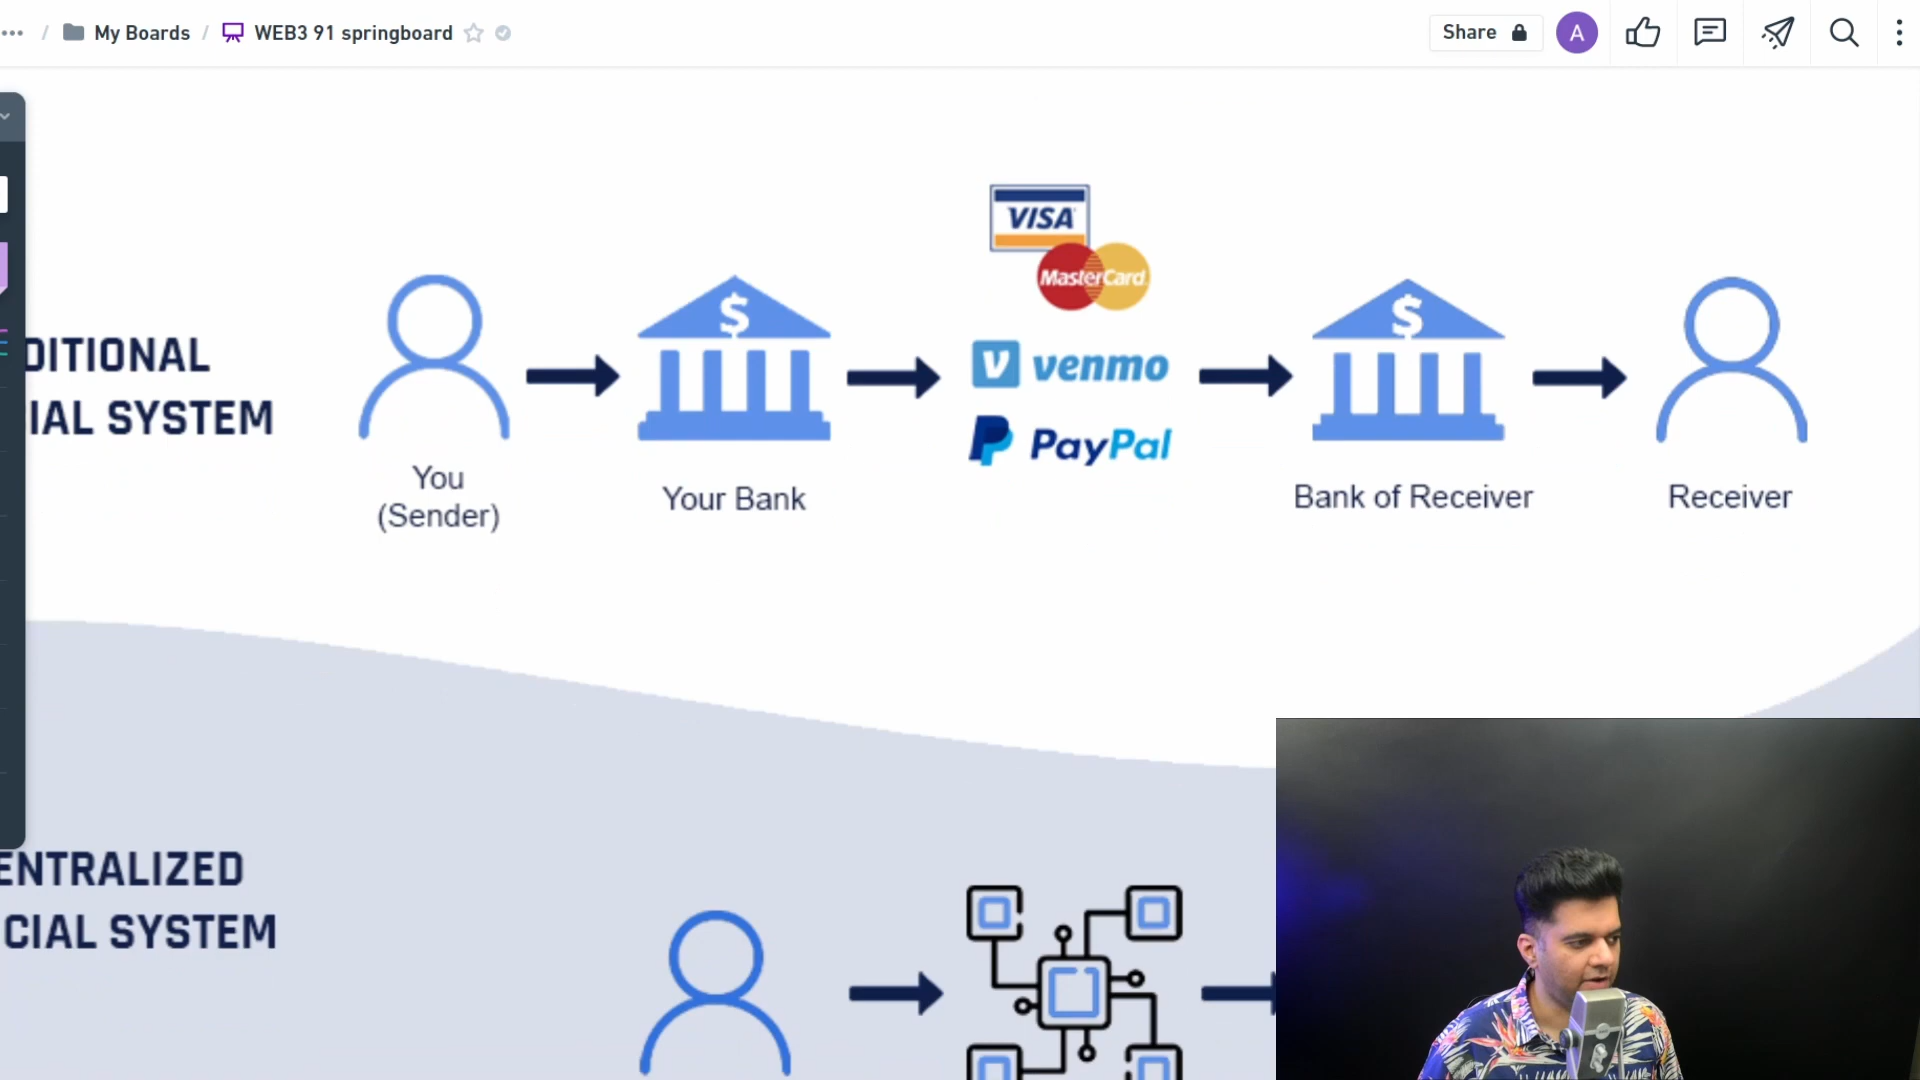 My Boards / WEB3 91 springboard
Share
A
VISA
MasterCard
DITIONAL
IAL SYSTEM
$
$
V venmo
P PayPal
You
(Sender)
Your Bank
Bank of Receiver
Receiver
ENTRALIZED
CIAL SYSTEM